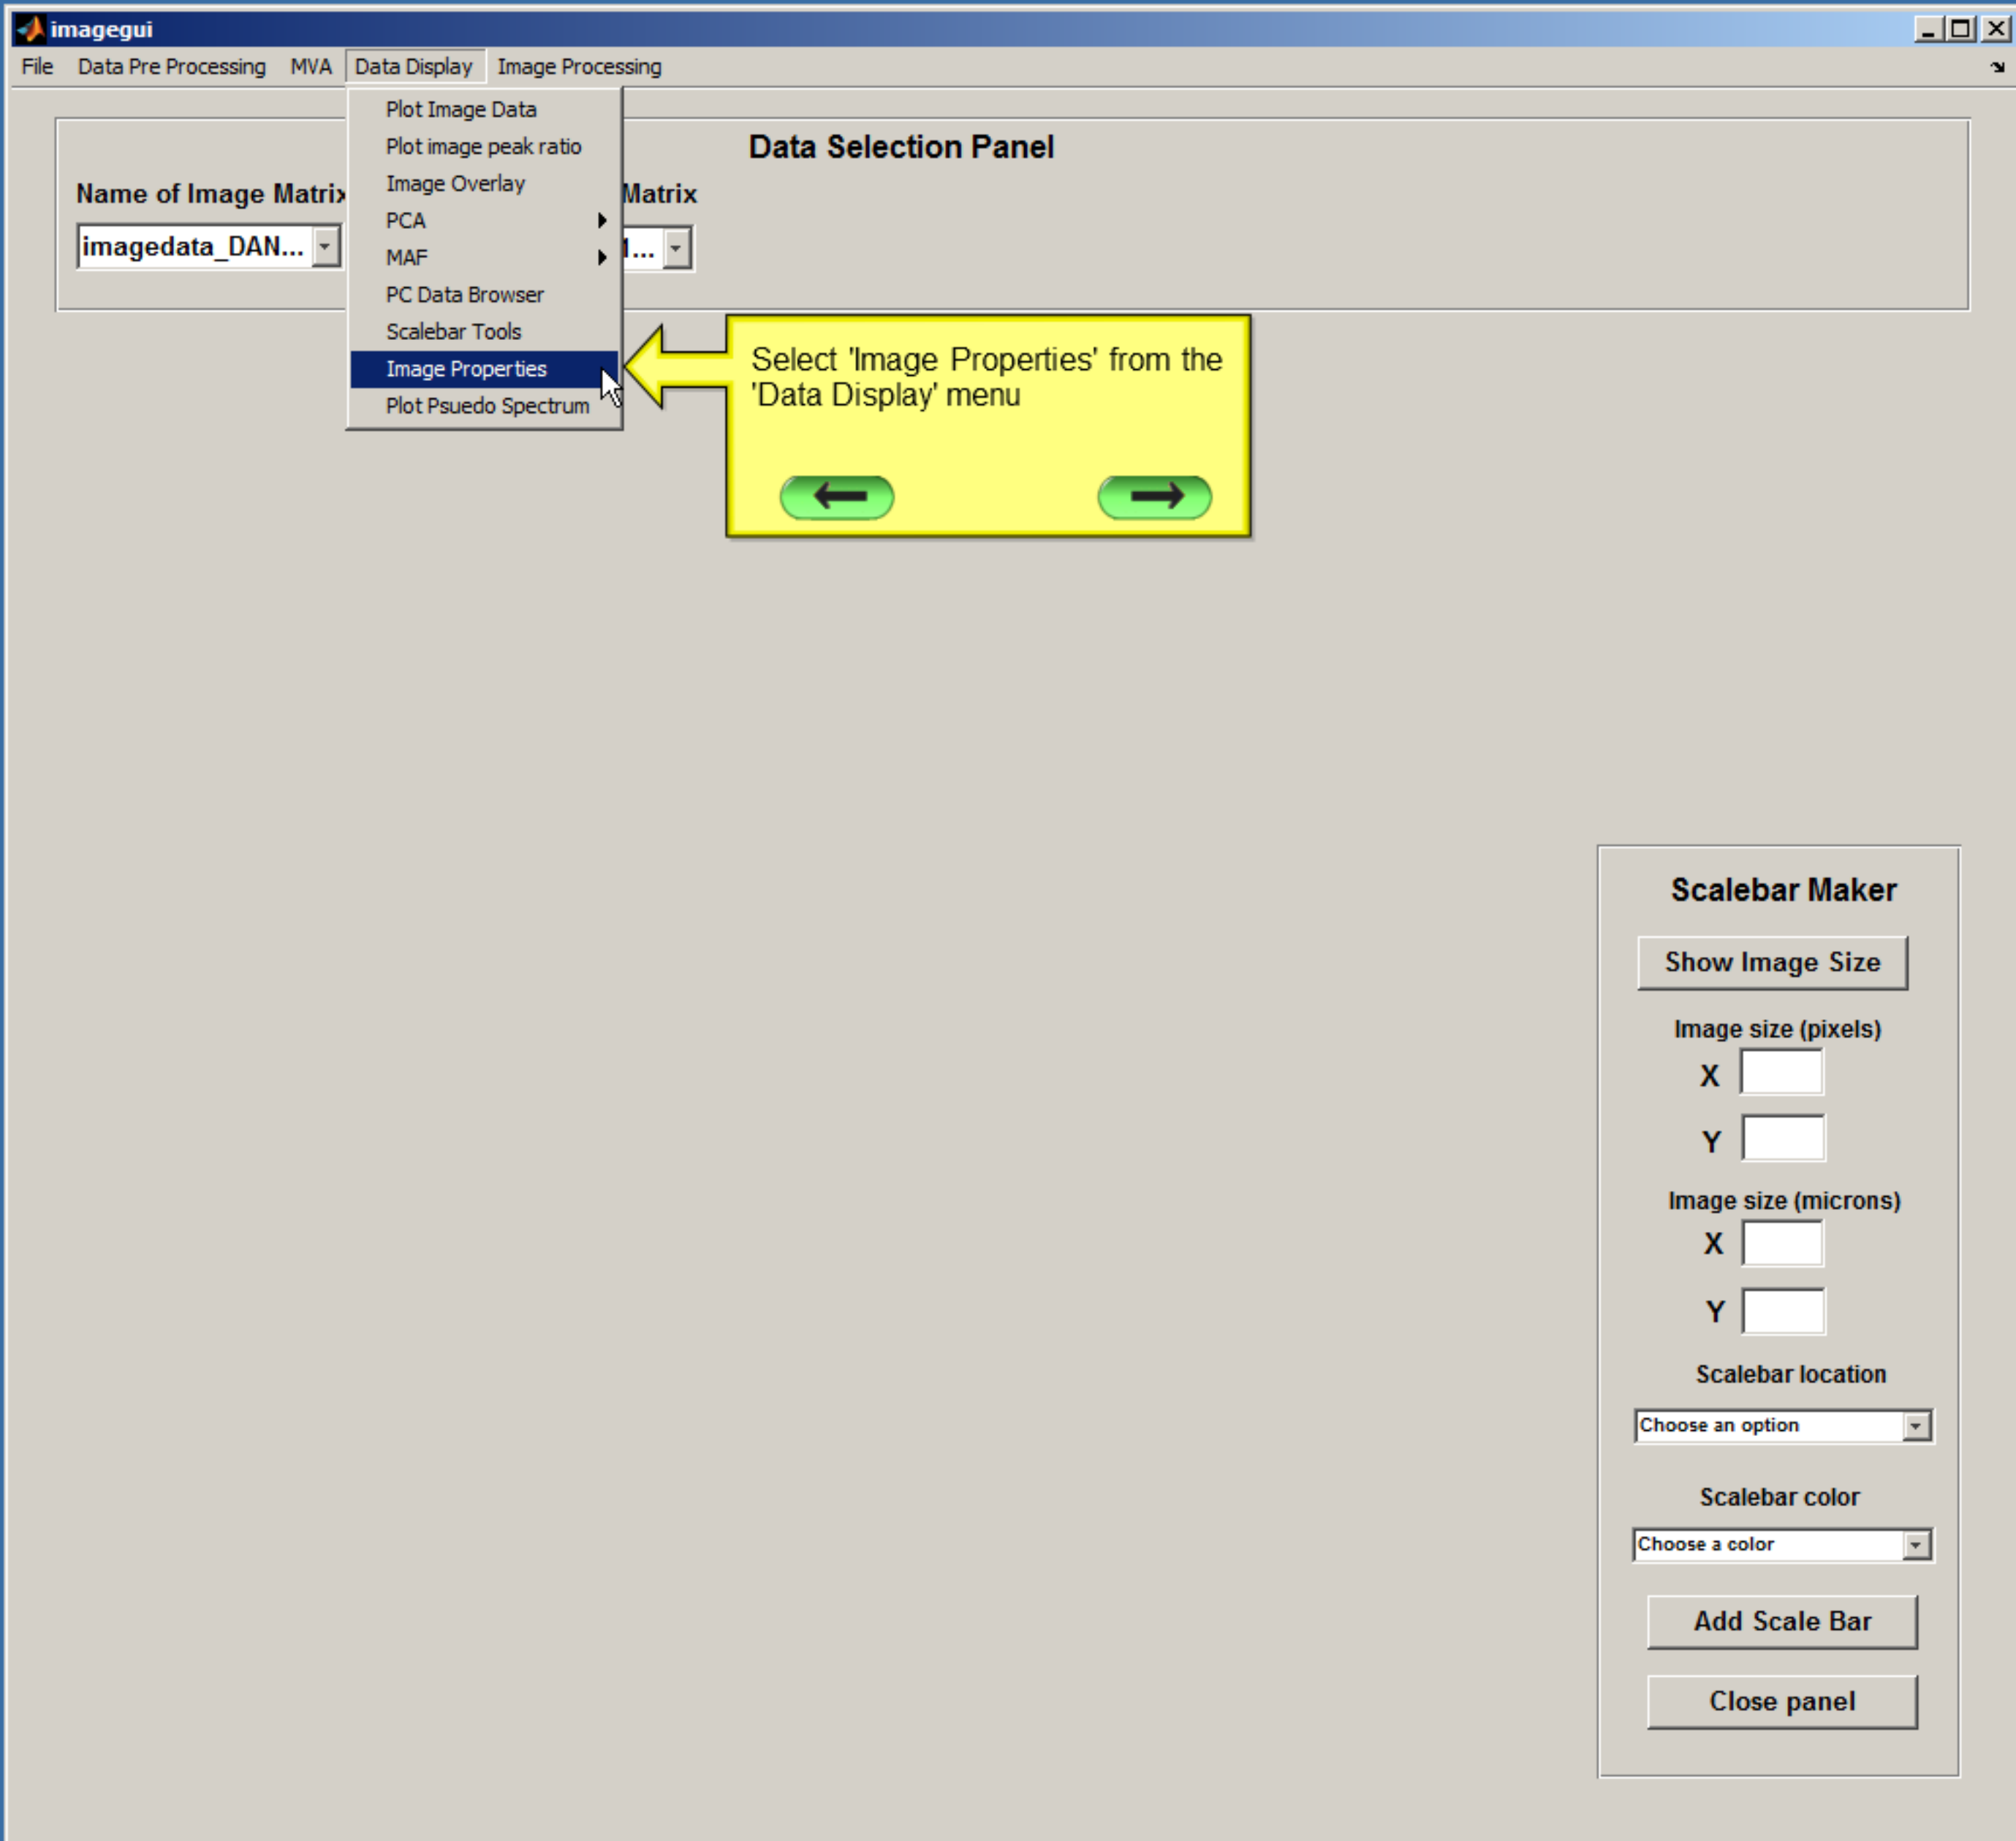 imagegui
File Data Pre Processing MVA Data Display Image Processing
Plot Image Data
Plot image peak ratio
Image Overlay
PCA
MAF
PC Data Browser
Scalebar Tools
Image Properties
Plot Psuedo Spectrum
Data Selection Panel
Name of Image Matrix
Matrix
imagedata_DAN...
1...
Select 'Image Properties' from the
'Data Display' menu
Scalebar Maker
Show Image Size
Image size (pixels)
X
Y
Image size (microns)
X
Y
Scalebar location
Choose an option
Scalebar color
Choose a color
Add Scale Bar
Close panel